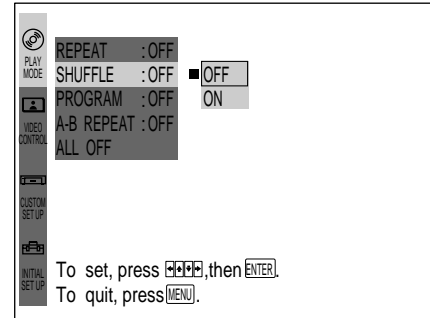 PLAY
MODE
REPEAT :OFF
SHUFFLE :OFF ■ OFF
PROGRAM :OFF ON
A-B REPEAT :OFF
ALL OFF
VIDEO
CONTROL
CUSTOM
SET UP
INITIAL
SET UP
To set, press ←↑↓→,then ENTER.
To quit, press MENU.